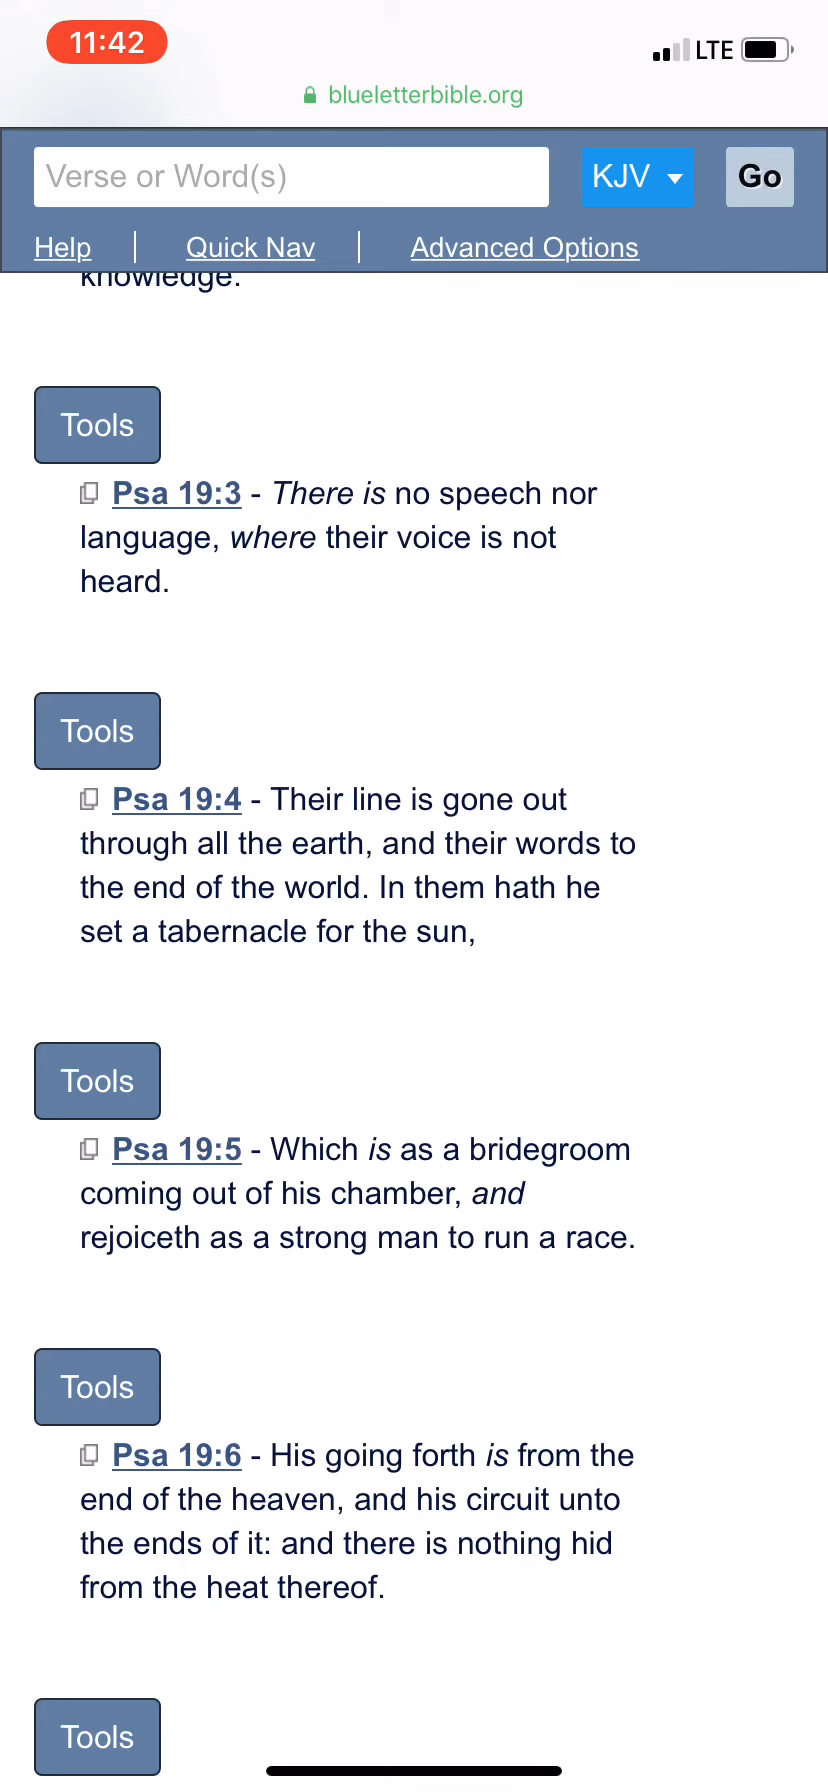 11:42
LTE
blueletterbible.org
Verse or Word(s)
KJV
Go
Help | Quick Nav | Advanced Options
knowledge.
Tools
Psa 19:3 - There is no speech nor
language, where their voice is not
heard.
Tools
Psa 19:4 - Their line is gone out
through all the earth, and their words to
the end of the world. In them hath he
set a tabernacle for the sun,
Tools
Psa 19:5 - Which is as a bridegroom
coming out of his chamber, and
rejoiceth as a strong man to run a race.
Tools
Psa 19:6 - His going forth is from the
end of the heaven, and his circuit unto
the ends of it: and there is nothing hid
from the heat thereof.
Tools